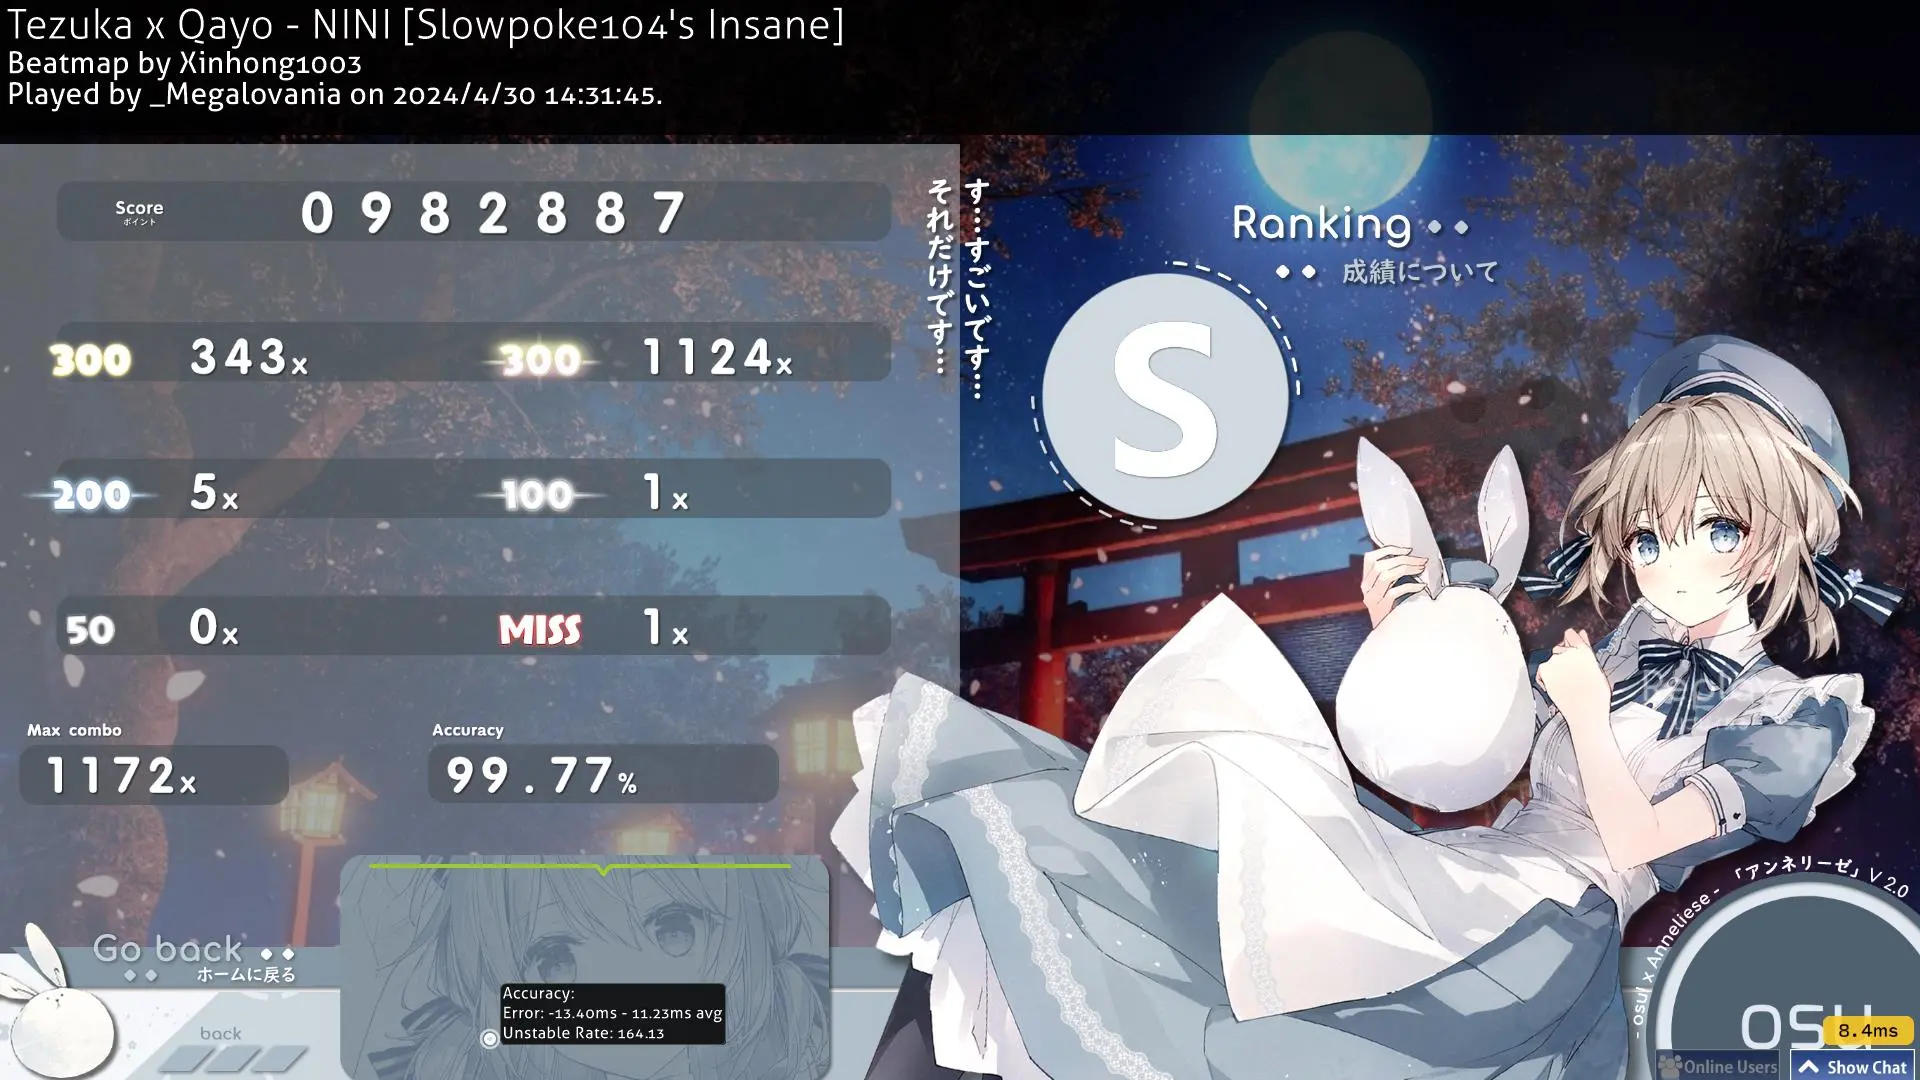 Tezuka x Qayo - NINI [Slowpoke104's Insane]
Beatmap by Xinhong1003
Played by _Megalovania on 2024/4/30 14:31:45.
Score
ポイント
0982887
す…すごいです…
それだけです…
Ranking
成績について
S
300 343x 300 1124x
200 5x 100 1x
50 0x MISS 1x
Max combo
1172x
Accuracy
99.77%
Go back
ホームに戻る
back
Accuracy:
Error: -13.40ms - 11.23ms avg
Unstable Rate: 164.13
- osu! x Anneliese - 「アンネリーゼ」 V 2.0
osu
8.4ms
Online Users
Show Chat